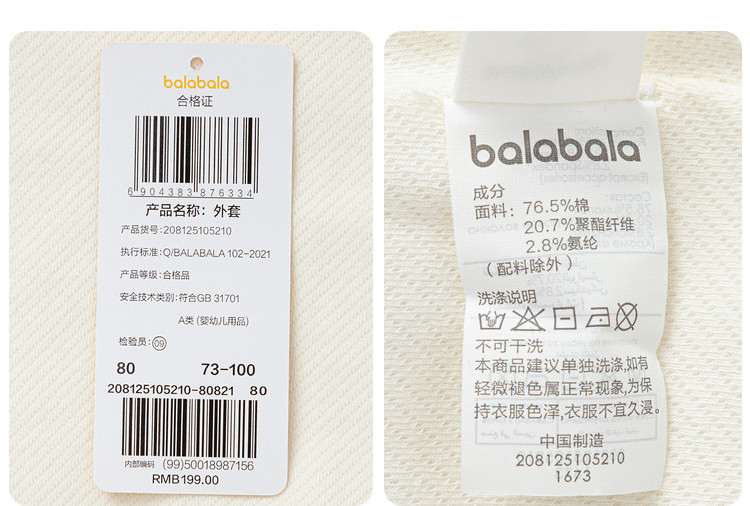 balabala
合格证
6904383876334
产品名称：外套
产品货号：208125105210
执行标准：Q/BALABALA 102-2021
产品等级：合格品
安全技术类别：符合GB 31701
A类 (婴幼儿用品)
检验员：09
80 73-100
208125105210-80821 80
内部编码 (99)50018987156
RMB199.00
balabala
成分
面料：76.5%棉
20.7%聚酯纤维
2.8%氨纶
（配料除外）
洗涤说明
不可干洗
本商品建议单独洗涤,如有
轻微褪色属正常现象,为保
持衣服色泽,衣服不宜久浸。
中国制造
208125105210
1673